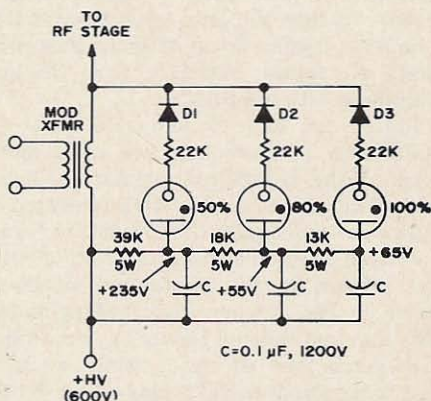 TO
RF STAGE
MOD
XFMR
D1
D2
D3
22K
22K
22K
50%
80%
100%
39K
5W
18K
5W
13K
5W
+65V
+235V
+55V
C
C
C
C=0.1 µF, 1200V
+HV
(600V)